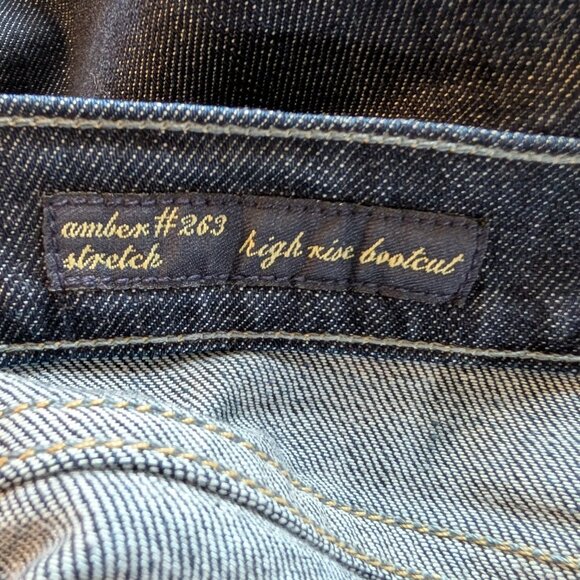 amber #263
stretch
high rise bootcut